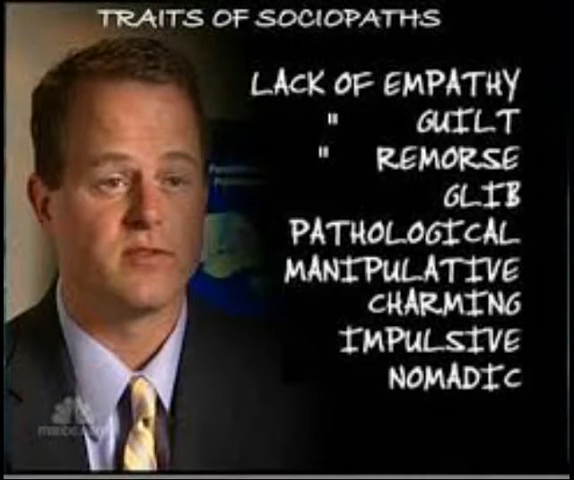 TRAITS OF SOCIOPATHS
LACK OF EMPATHY
" GUILT
" REMORSE
GLIB
PATHOLOGICAL
MANIPULATIVE
CHARMING
IMPULSIVE
NOMADIC